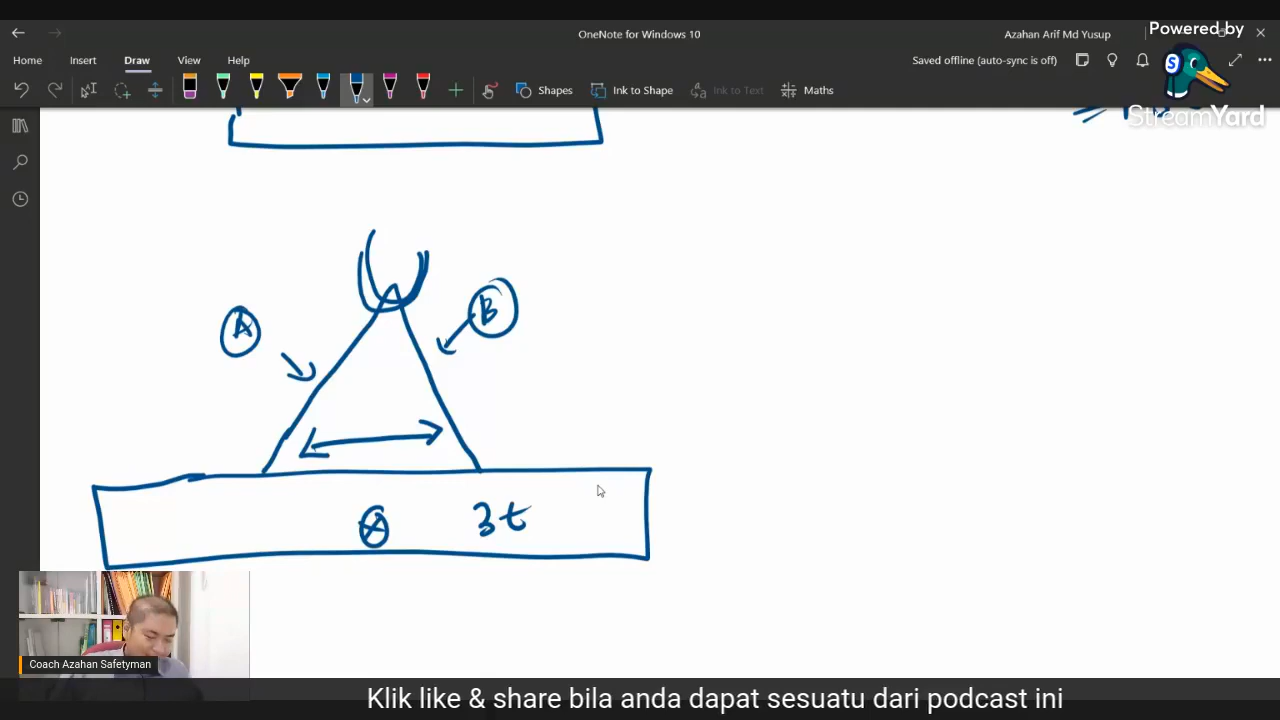 Powered by
OneNote for Windows 10
Azahan Arif Md Yusup
Home Insert Draw View Help
Saved offline (auto-sync is off)
S
Shapes Ink to Shape Ink to Text Maths
StreamYard
A
B
3t
Coach Azahan Safetyman
Klik like & share bila anda dapat sesuatu dari podcast ini